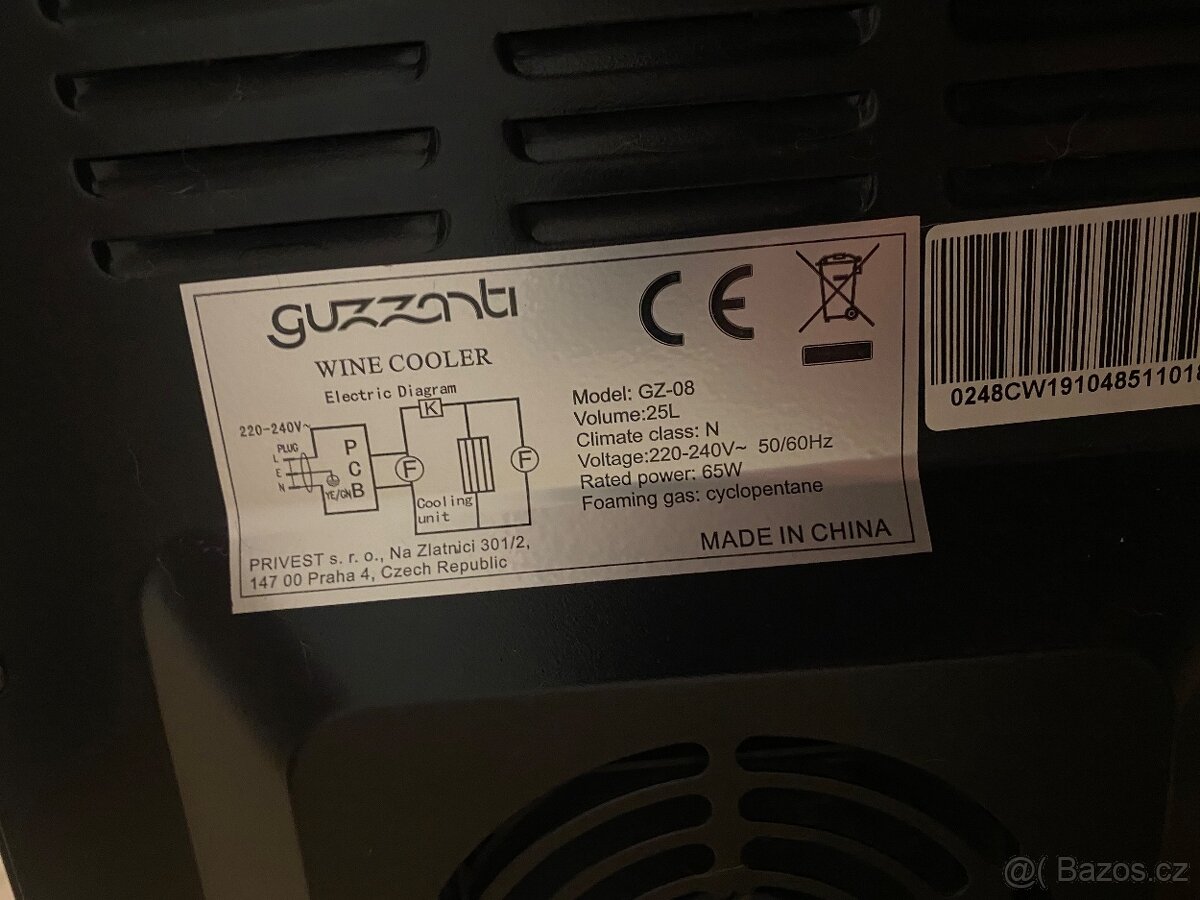 guzzanti
WINE COOLER
Electric Diagram
220-240V~
PLUG
L
E
N
YE/GN
P
C
B
F
K
Cooling
unit
F
PRIVEST s. r. o., Na Zlatnici 301/2,
147 00 Praha 4, Czech Republic
CE
Model: GZ-08
Volume:25L
Climate class: N
Voltage:220-240V~ 50/60Hz
Rated power: 65W
Foaming gas: cyclopentane
MADE IN CHINA
@( Bazos.cz